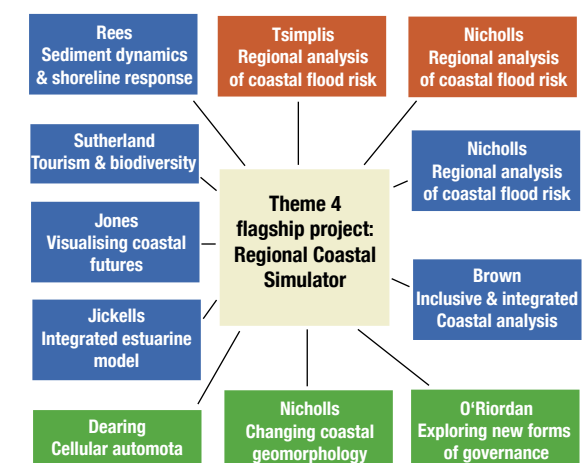 Rees
Sediment dynamics
& shoreline response
Tsimplis
Regional analysis
of coastal flood risk
Nicholls
Regional analysis
of coastal flood risk
Sutherland
Tourism & biodiversity
Nicholls
Regional analysis
of coastal flood risk
Jones
Visualising coastal
futures
Theme 4
flagship project:
Regional Coastal
Simulator
Brown
Inclusive & integrated
Coastal analysis
Jickells
Integrated estuarine
model
Dearing
Cellular automota
Nicholls
Changing coastal
geomorphology
O‘Riordan
Exploring new forms
of governance